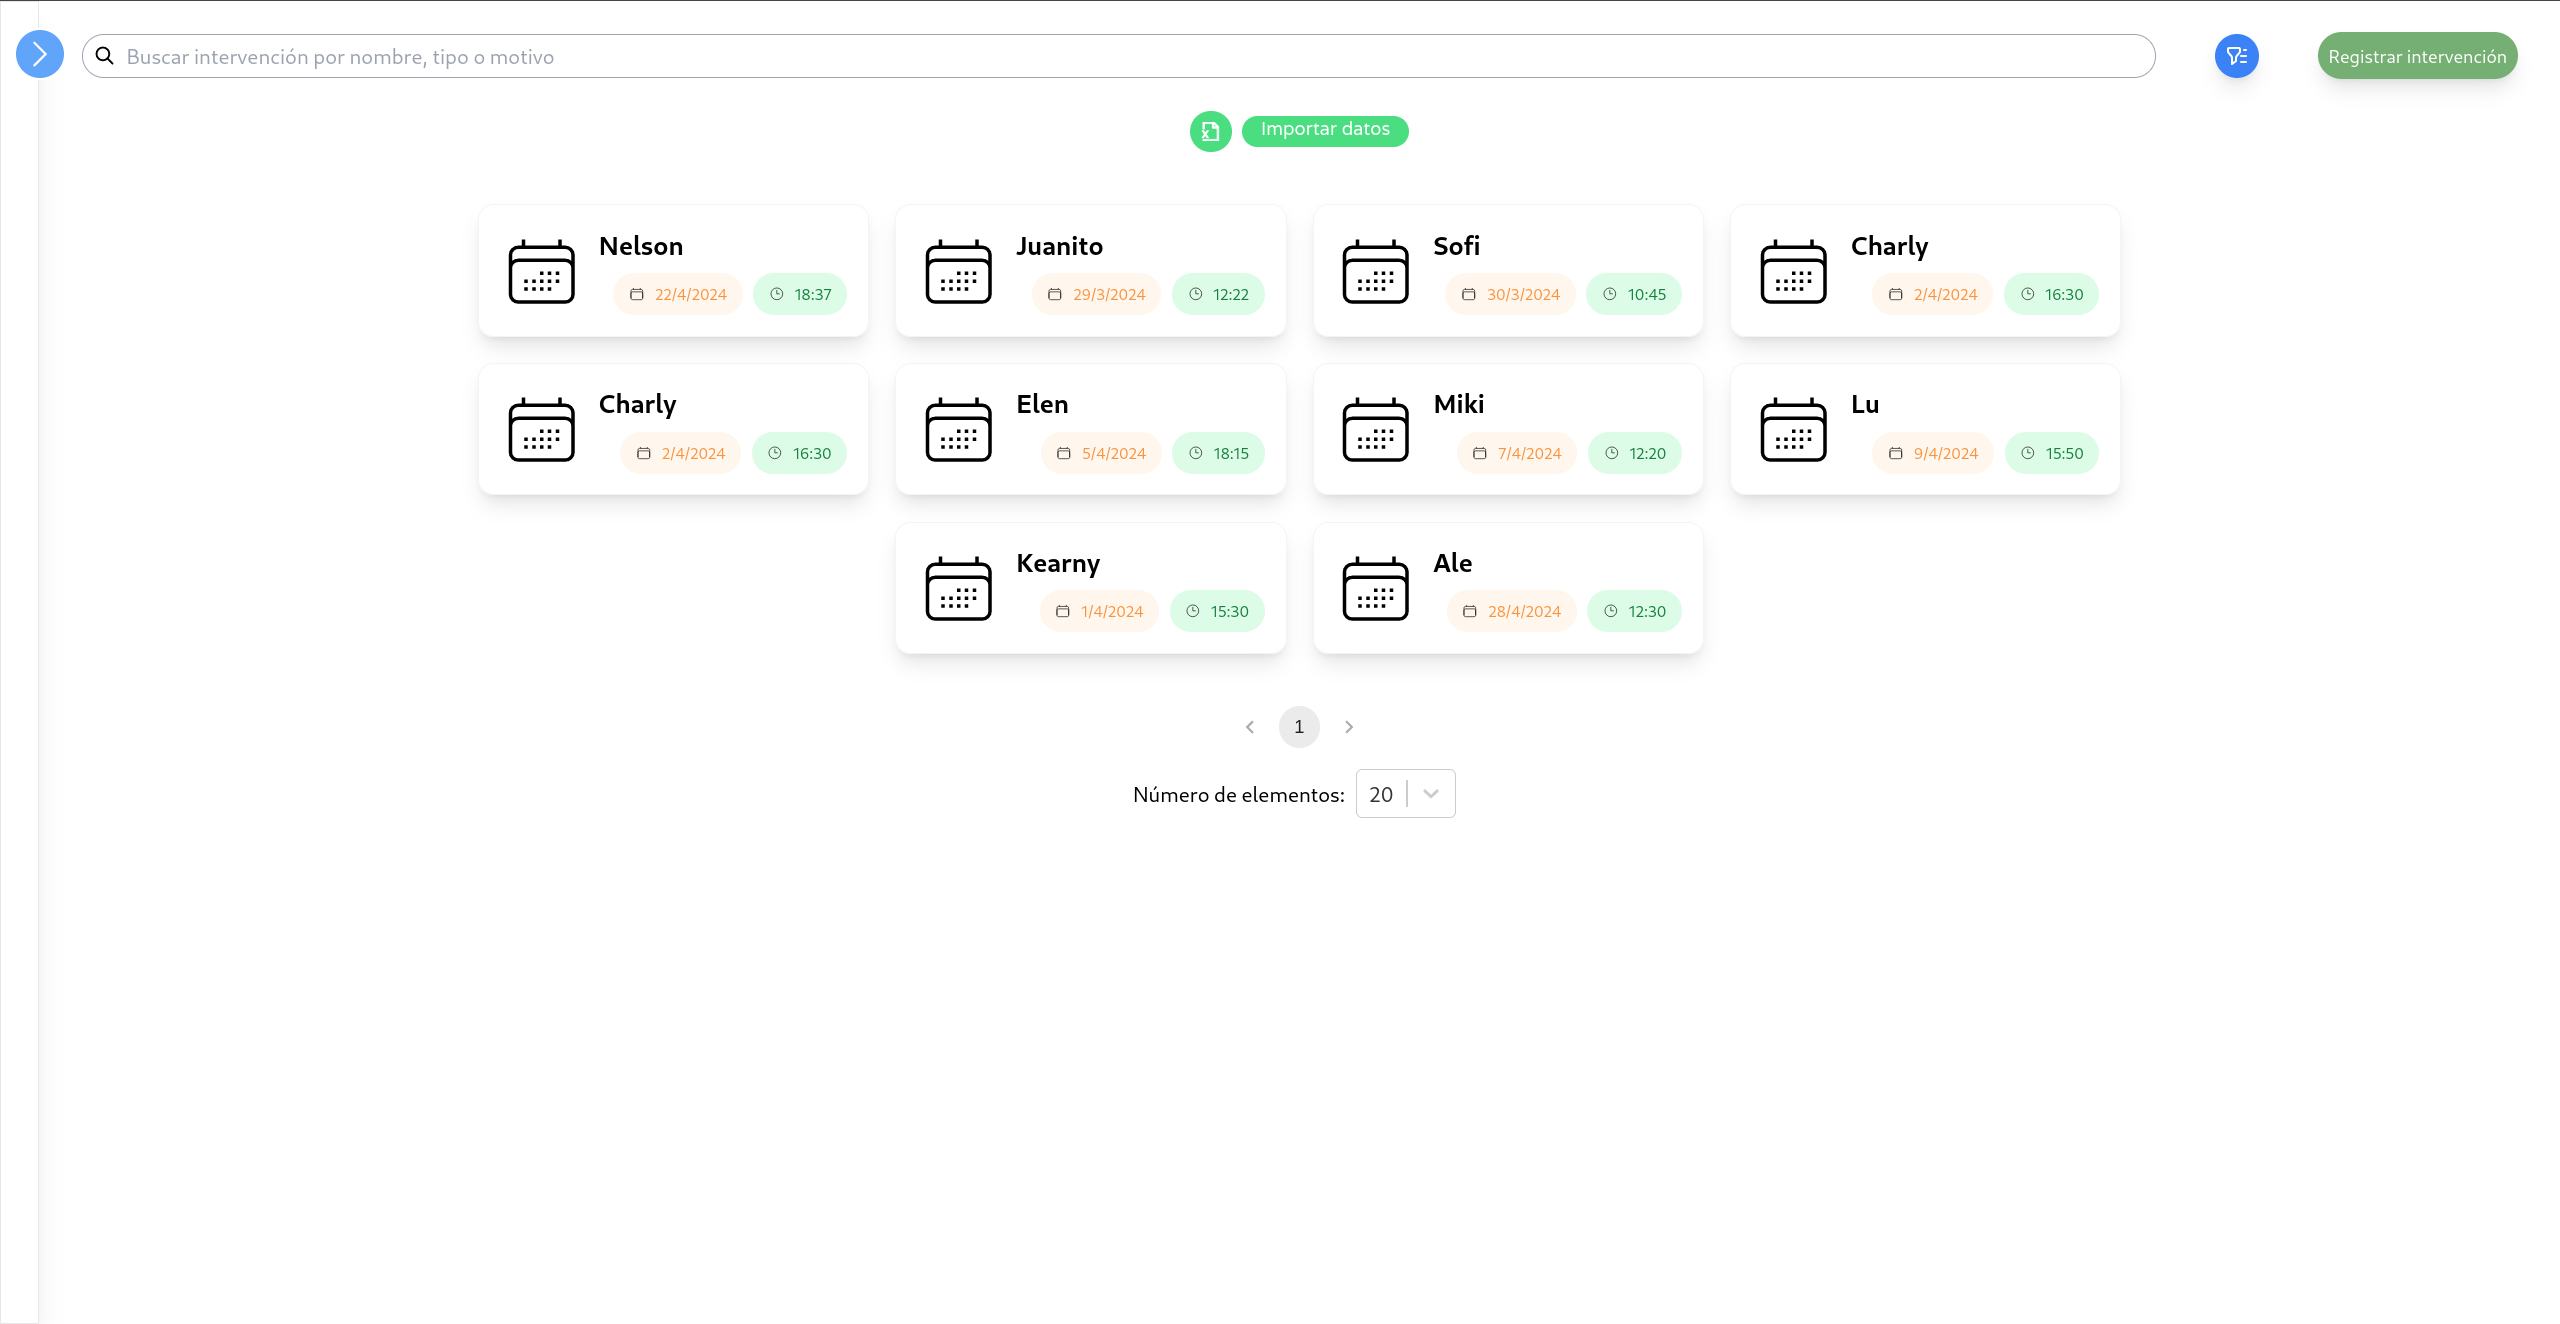 Buscar intervención por nombre, tipo o motivo
Registrar intervención
Importar datos
Nelson
22/4/2024 18:37
Juanito
29/3/2024 12:22
Sofi
30/3/2024 10:45
Charly
2/4/2024 16:30
Charly
2/4/2024 16:30
Elen
5/4/2024 18:15
Miki
7/4/2024 12:20
Lu
9/4/2024 15:50
Kearny
1/4/2024 15:30
Ale
28/4/2024 12:30
1
Número de elementos: 20